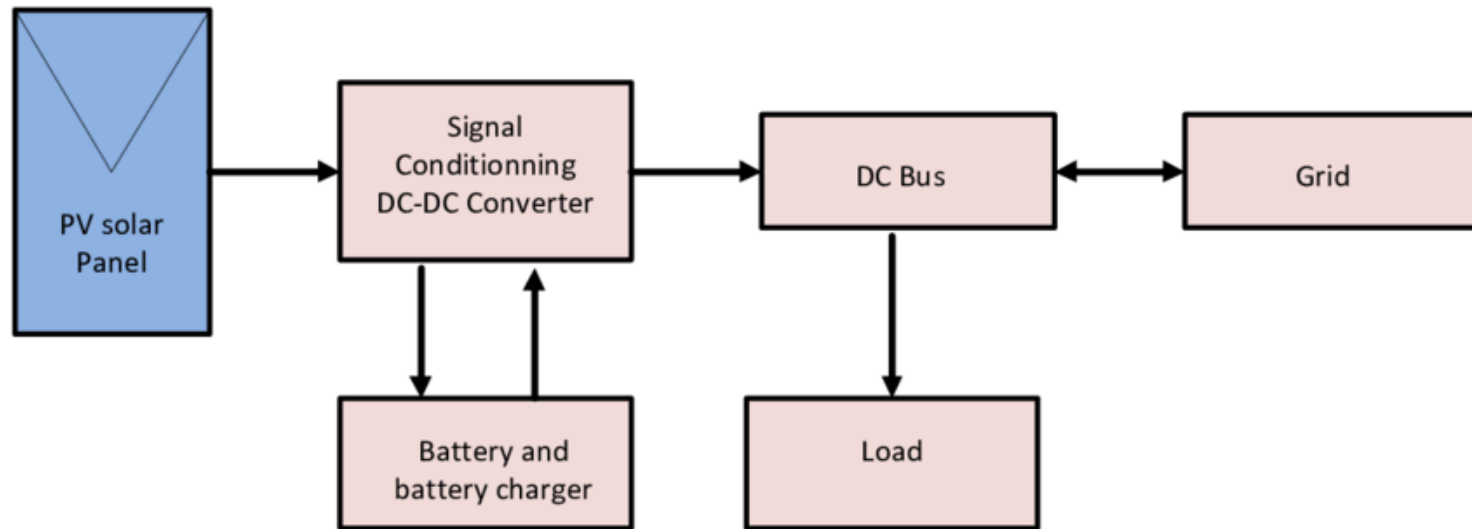 PV solar
Panel
Signal
Conditionning
DC-DC Converter
DC Bus
Grid
Battery and
battery charger
Load